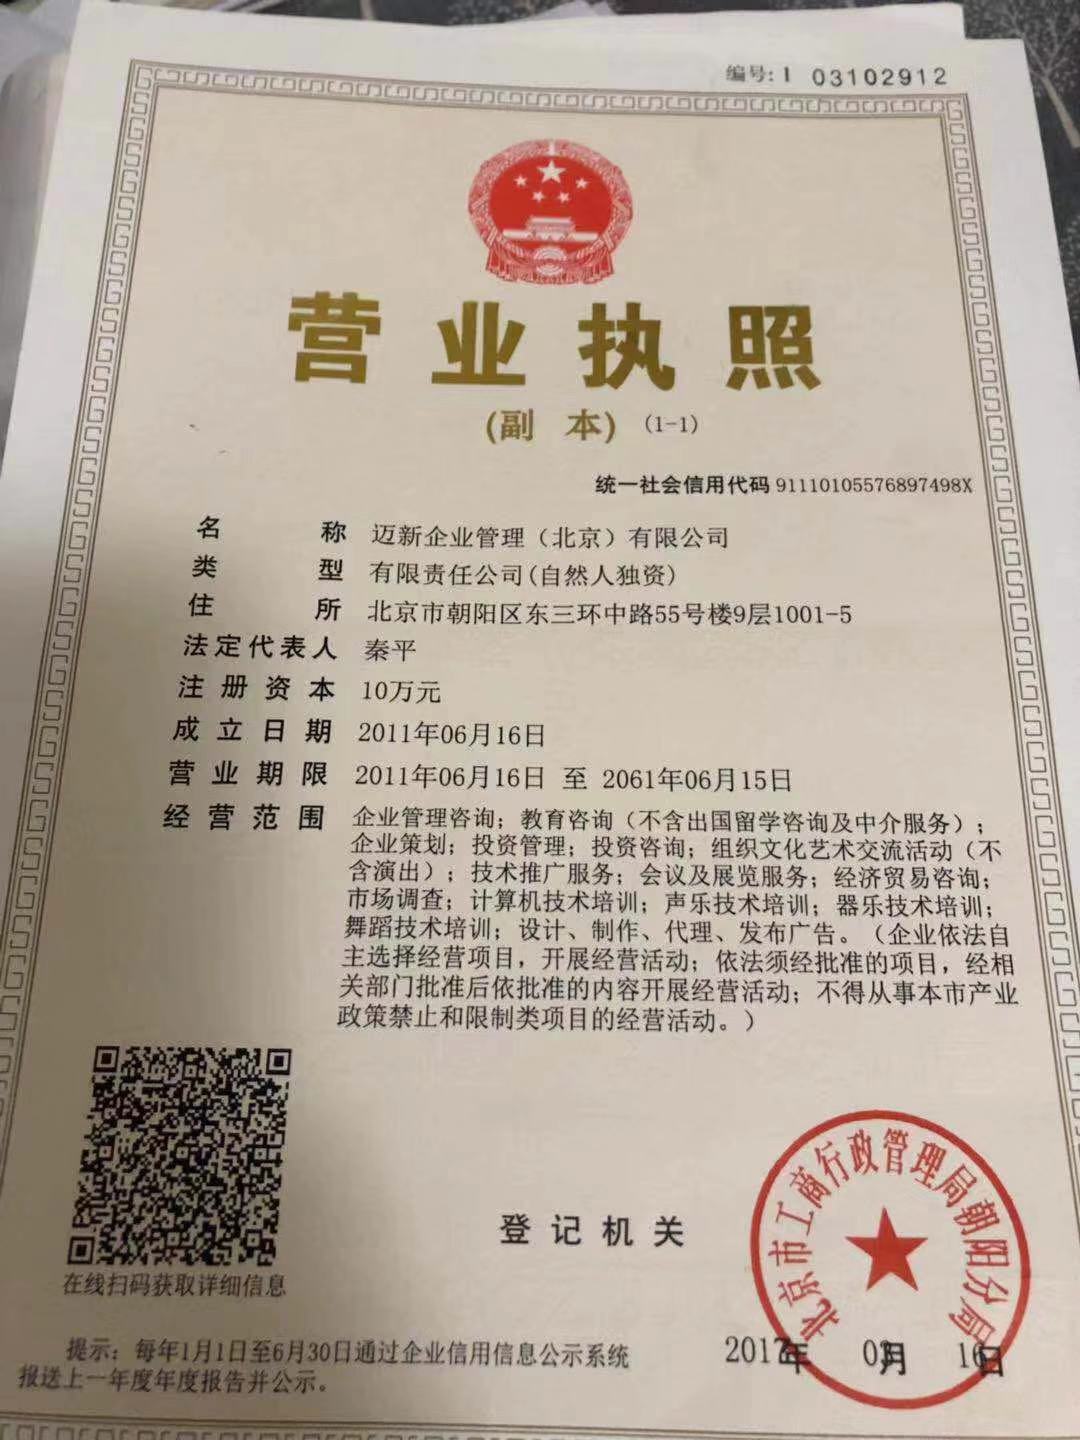 编号: I 03102912
营业执照
(副 本) (1-1)
统一社会信用代码 91110105576897498X
名称 迈新企业管理（北京）有限公司
类型 有限责任公司(自然人独资)
住所 北京市朝阳区东三环中路55号楼9层1001-5
法定代表人 秦平
注册资本 10万元
成立日期 2011年06月16日
营业期限 2011年06月16日 至 2061年06月15日
经营范围 企业管理咨询；教育咨询（不含出国留学咨询及中介服务）；
企业策划；投资管理；投资咨询；组织文化艺术交流活动（不
含演出）；技术推广服务；会议及展览服务；经济贸易咨询；
市场调查；计算机技术培训；声乐技术培训；器乐技术培训；
舞蹈技术培训；设计、制作、代理、发布广告。（企业依法自
主选择经营项目，开展经营活动；依法须经批准的项目，经相
关部门批准后依批准的内容开展经营活动；不得从事本市产业
政策禁止和限制类项目的经营活动。）
在线扫码获取详细信息
登记机关
北京市工商行政管理局朝阳分局
2017年 03月 16日
提示：每年1月1日至6月30日通过企业信用信息公示系统
报送上一年度年度报告并公示。